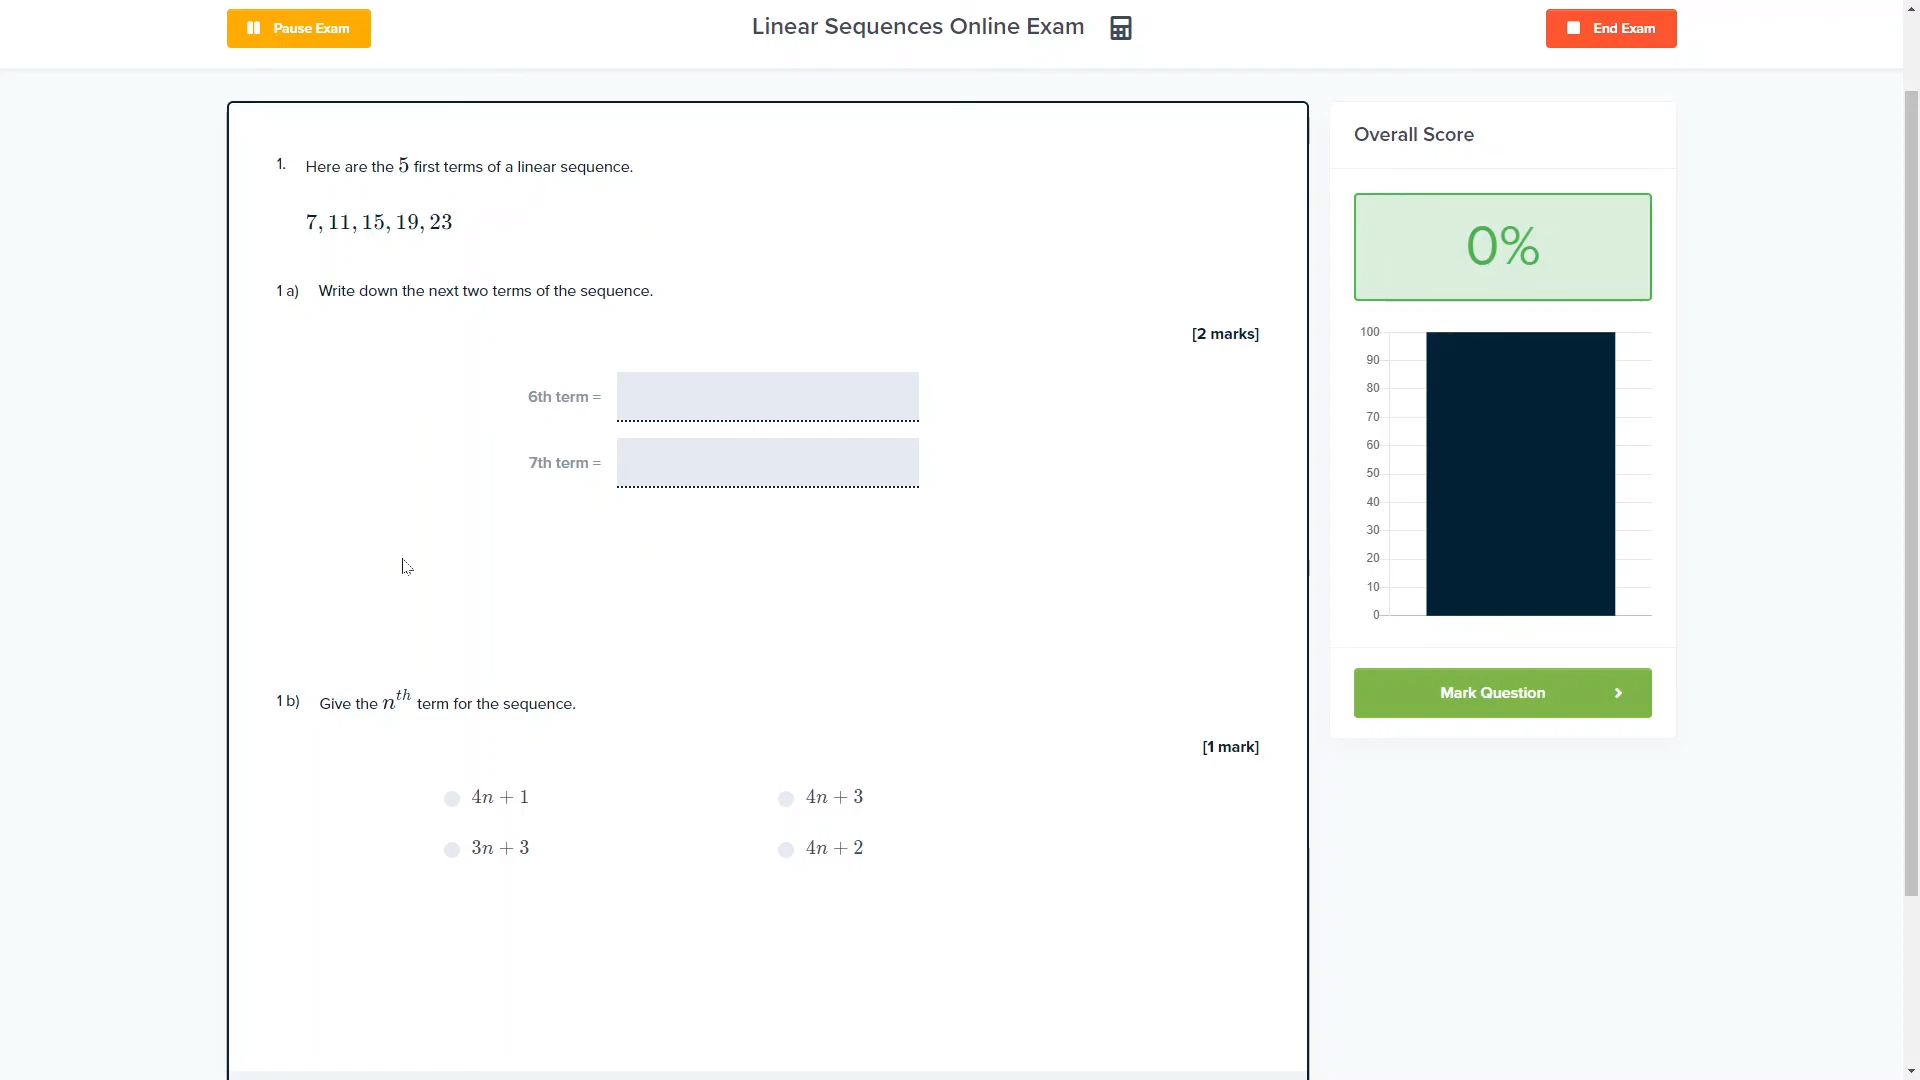 Pause Exam
Linear Sequences Online Exam
End Exam
1. Here are the 5 first terms of a linear sequence.
7, 11, 15, 19, 23
1 a) Write down the next two terms of the sequence.
[2 marks]
6th term =
7th term =
1 b) Give the n^{th} term for the sequence.
[1 mark]
4n + 1
4n + 3
3n + 3
4n + 2
Overall Score
0%
100
90
80
70
60
50
40
30
20
10
0
Mark Question